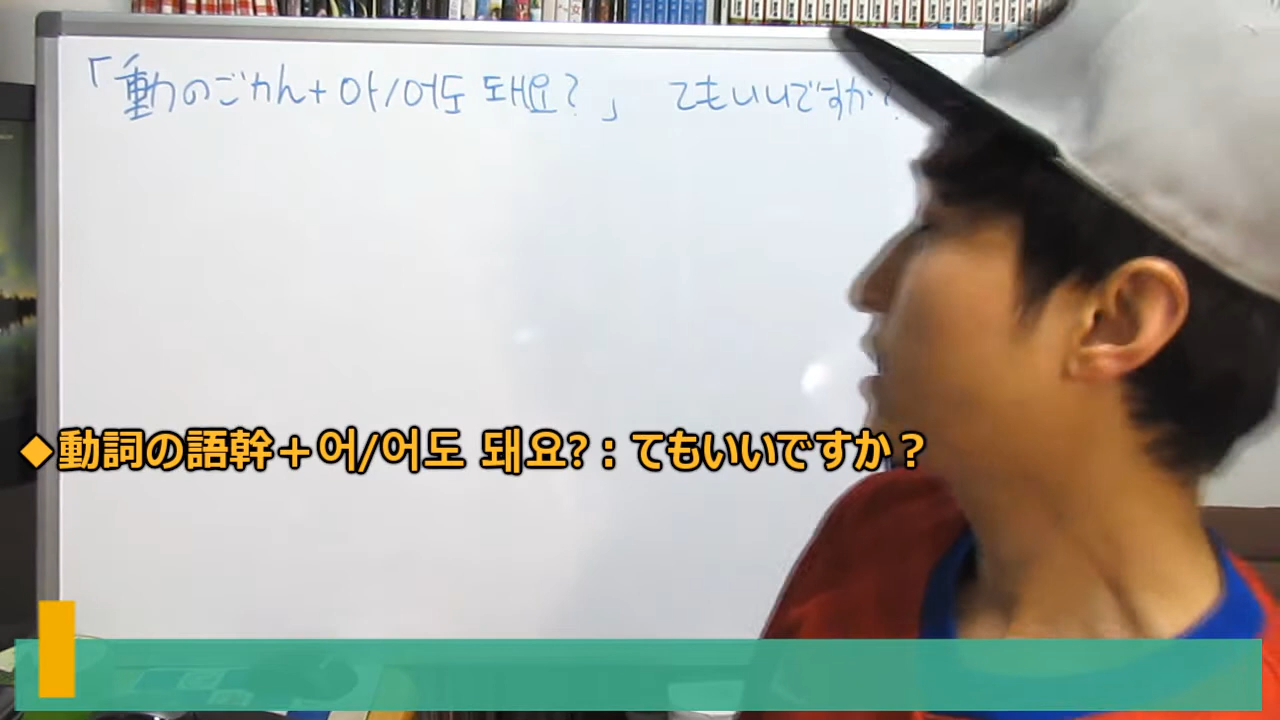 「動のごかん+아/어도 돼요?」 てもいいですか?
◆動詞の語幹+어/어도 돼요?：てもいいですか？